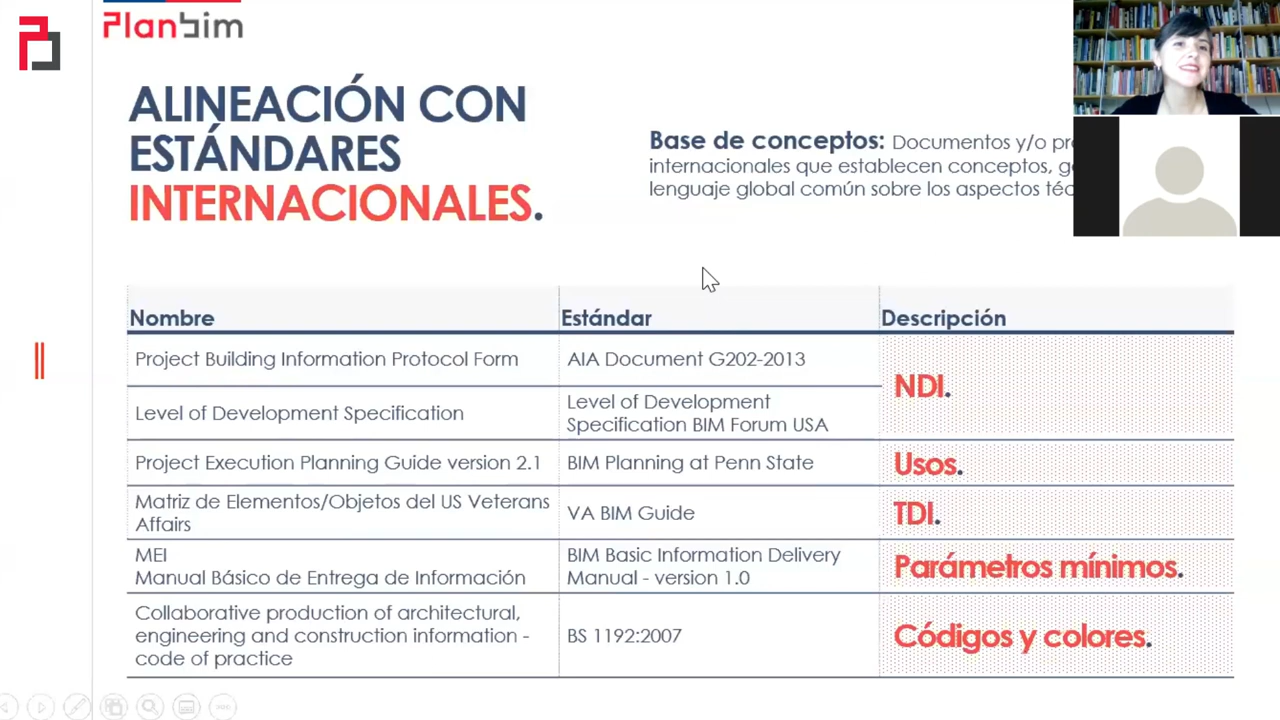 Planbim
ALINEACIÓN CON
ESTÁNDARES
INTERNACIONALES.
Base de conceptos: Documentos y/o
internacionales que establecen conceptos,
lenguaje global común sobre los aspectos
Nombre
Estándar
Descripción
Project Building Information Protocol Form
AIA Document G202-2013
NDI.
Level of Development Specification
Level of Development
Specification BIM Forum USA
Project Execution Planning Guide version 2.1
BIM Planning at Penn State
Usos.
Matriz de Elementos/Objetos del US Veterans
Affairs
VA BIM Guide
TDI.
MEI
Manual Básico de Entrega de Información
BIM Basic Information Delivery
Manual - version 1.0
Parámetros mínimos.
Collaborative production of architectural,
engineering and construction information -
code of practice
BS 1192:2007
Códigos y colores.